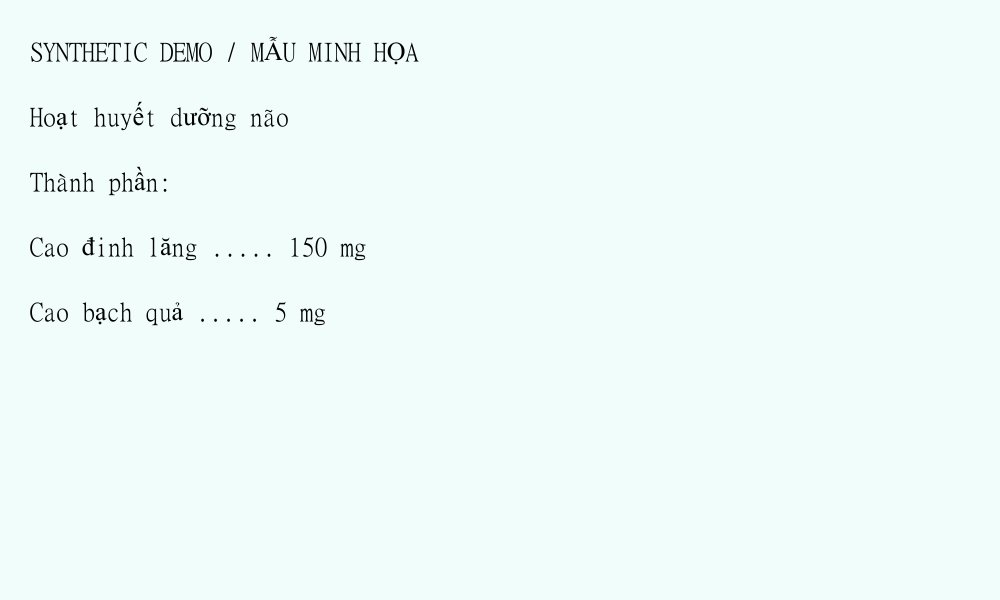 SYNTHETIC DEMO / MẪU MINH HỌA
Hoạt huyết dưỡng não
Thành phần:
Cao đinh lăng ..... 150 mg
Cao bạch quả ..... 5 mg